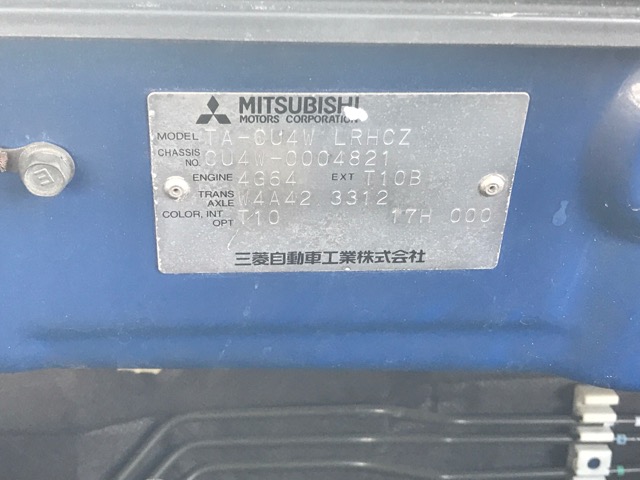 MITSUBISHI
MOTORS CORPORATION
MODEL TA-CU4W LRHCZ
CHASSIS NO. CU4W-0004821
ENGINE 4G64 EXT T10B
TRANS AXLE W4A42 3312
COLOR, INT OPT T10 17H 000
三菱自動車工業株式会社